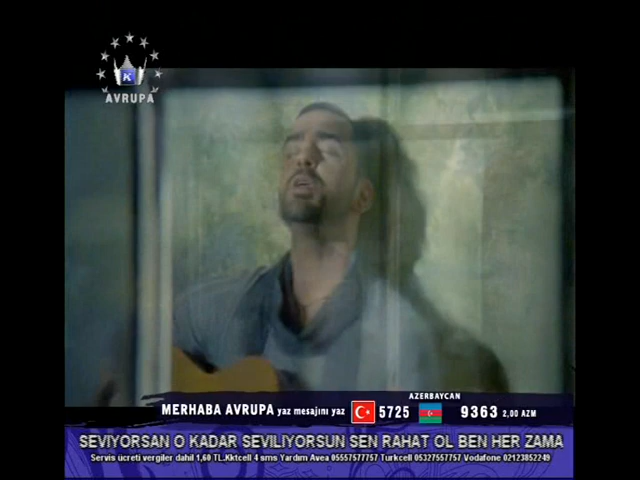 K
AVRUPA
AZERBAYCAN
MERHABA AVRUPA yaz mesajını yaz 5725 9363 2,00 AZM
SEVIYORSAN O KADAR SEVILIYORSUN SEN RAHAT OL BEN HER ZAMA
Servis ücreti vergiler dahil 1,60 TL.Kktcell 4 sms Yardım Avea 05557577757 Turkcell 05327557757 Vodafone 02123852249